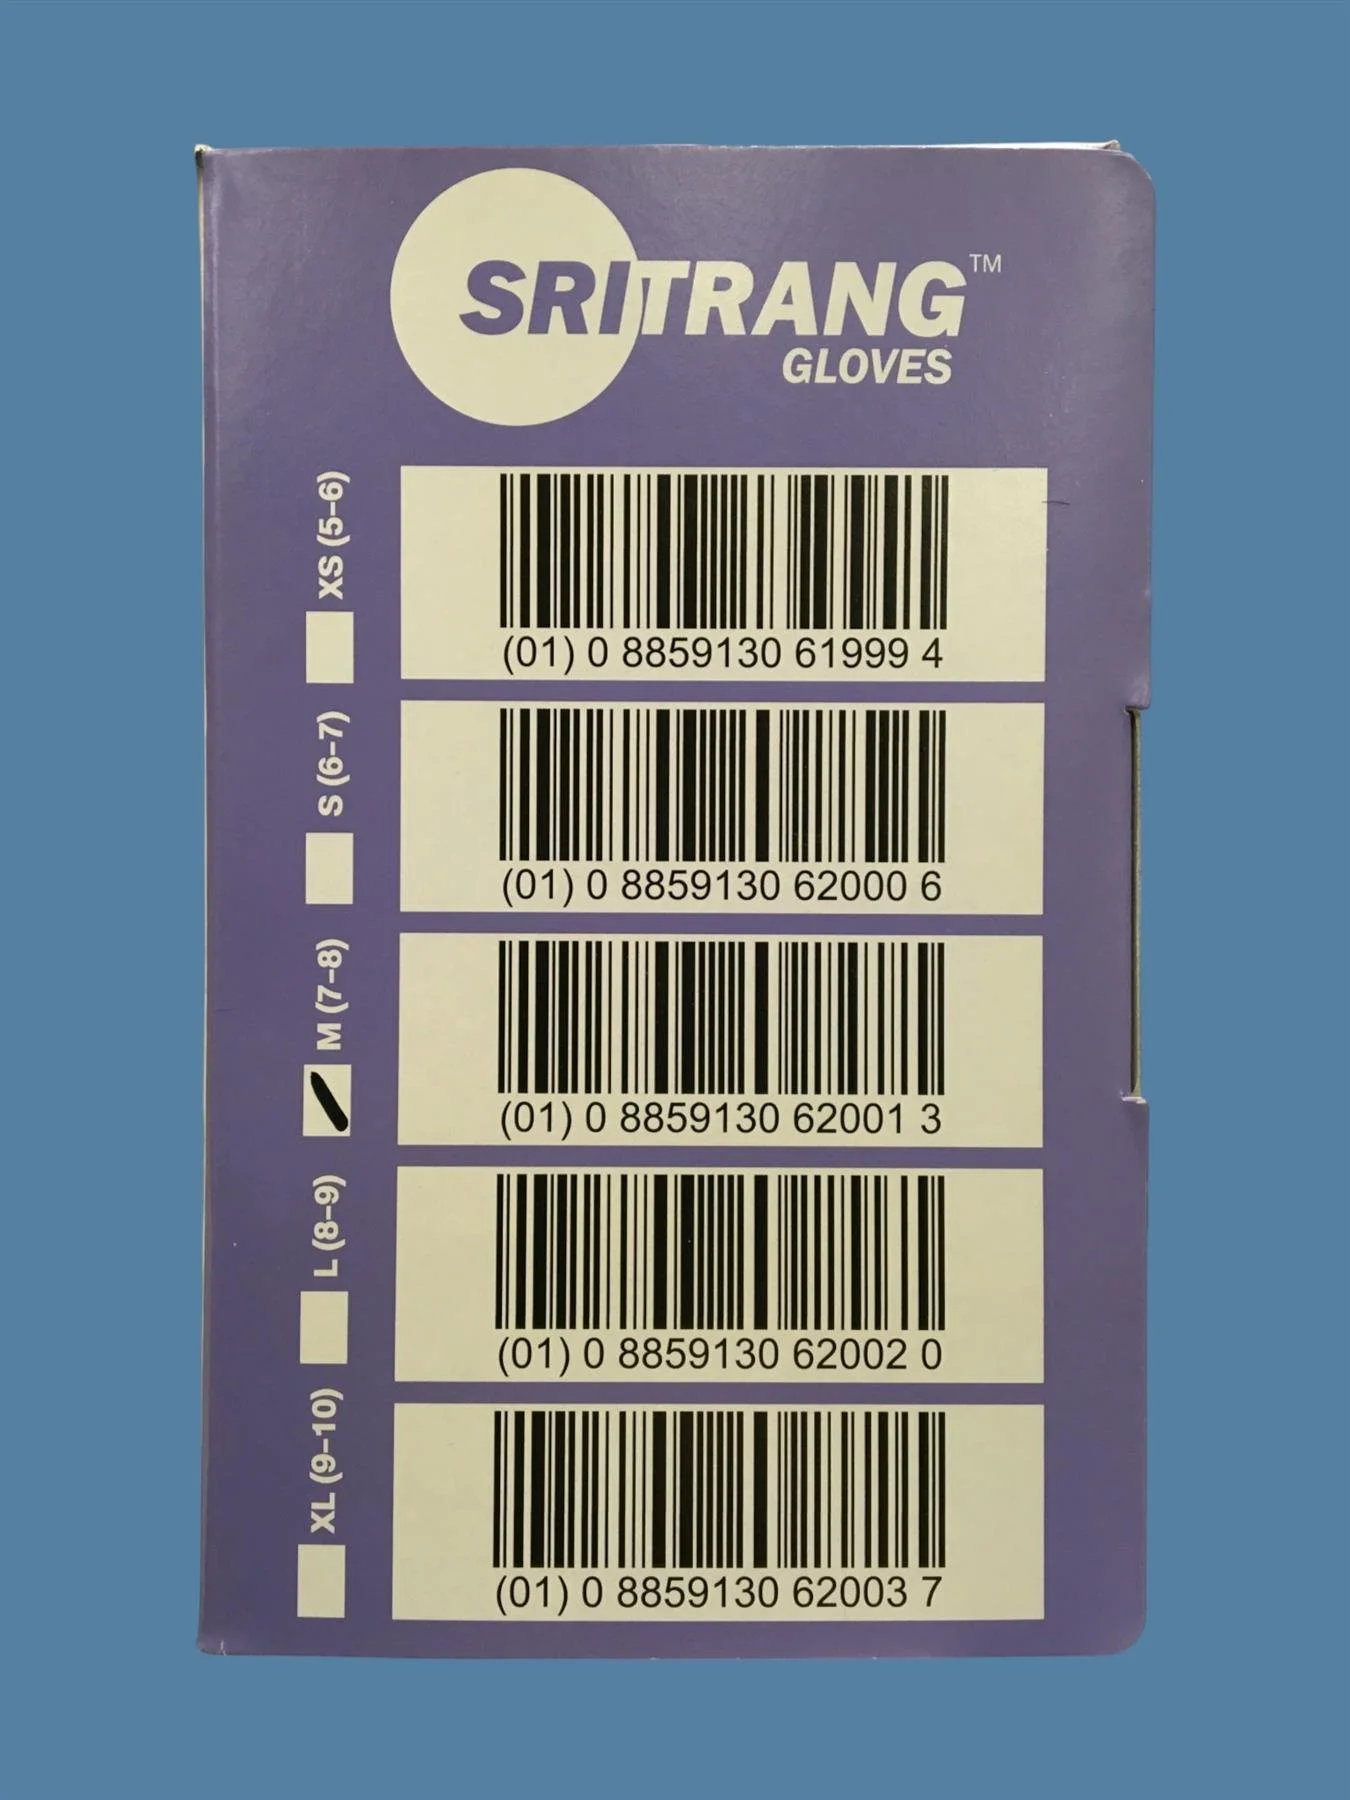 SRITRANG™
GLOVES
XS (5-6)
(01) 0 8859130 61999 4
S (6-7)
(01) 0 8859130 62000 6
M (7-8)
(01) 0 8859130 62001 3
L (8-9)
(01) 0 8859130 62002 0
XL (9-10)
(01) 0 8859130 62003 7